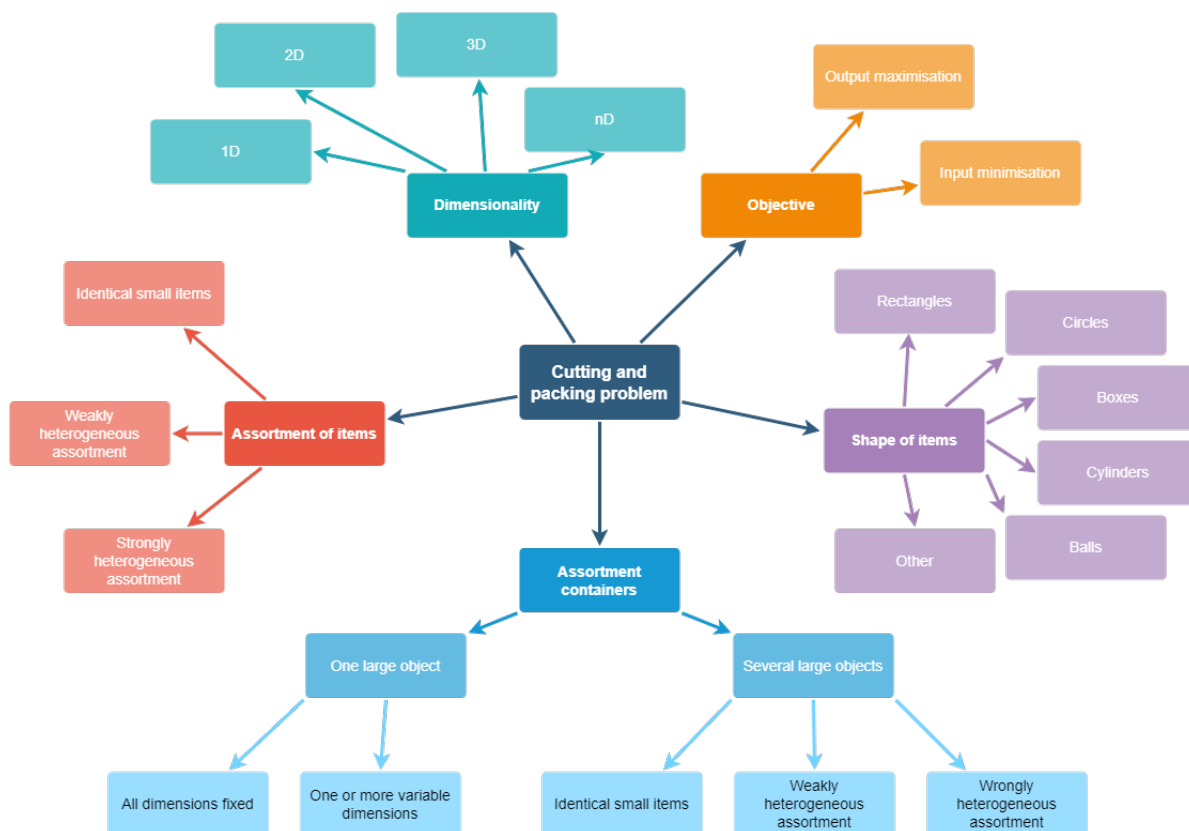 3D
2D
nD
1D
Dimensionality
Output maximisation
Input minimisation
Objective
Identical small items
Weakly
heterogeneous
assortment
Assortment of items
Strongly
heterogeneous
assortment
Cutting and
packing problem
Rectangles
Circles
Boxes
Shape of items
Cylinders
Balls
Other
Assortment
containers
One large object
Several large objects
All dimensions fixed
One or more variable
dimensions
Identical small items
Weakly
heterogeneous
assortment
Wrongly
heterogeneous
assortment